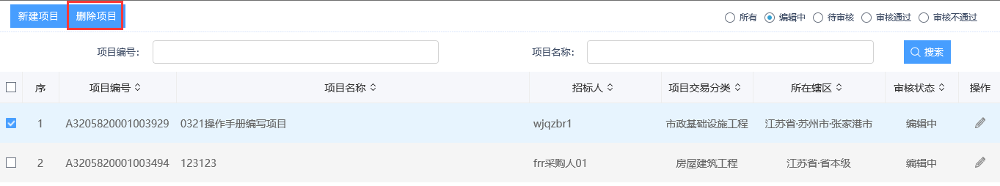 新建项目 删除项目 所有 编辑中 待审核 审核通过 审核不通过
项目编号： 项目名称： 搜索
序 项目编号 项目名称 招标人 项目交易分类 所在辖区 审核状态 操作
1 A3205820001003929 0321操作手册编写项目 wjqzbr1 市政基础设施工程 江苏省·苏州市·张家港市 编辑中
2 A3205820001003494 123123 frr采购人01 房屋建筑工程 江苏省·省本级 编辑中